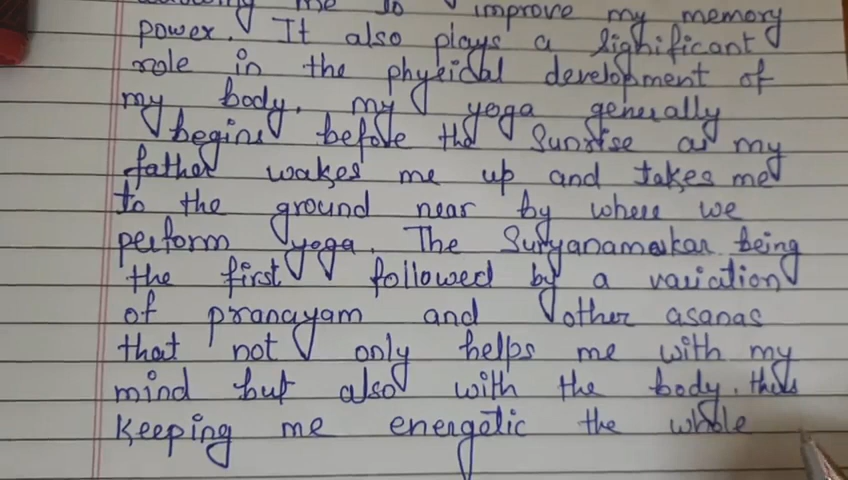 me to improve my memory
power. It also plays a significant
role in the physical development of
my body. my yoga generally
begins before the Sunrise as my
father wakes me up and takes me
to the ground near by where we
perform yoga. The Suryanamaskar being
the first followed by a variation
of pranayam and other asanas
that not only helps me with my
mind but also with the body. thus
keeping me energetic the whole